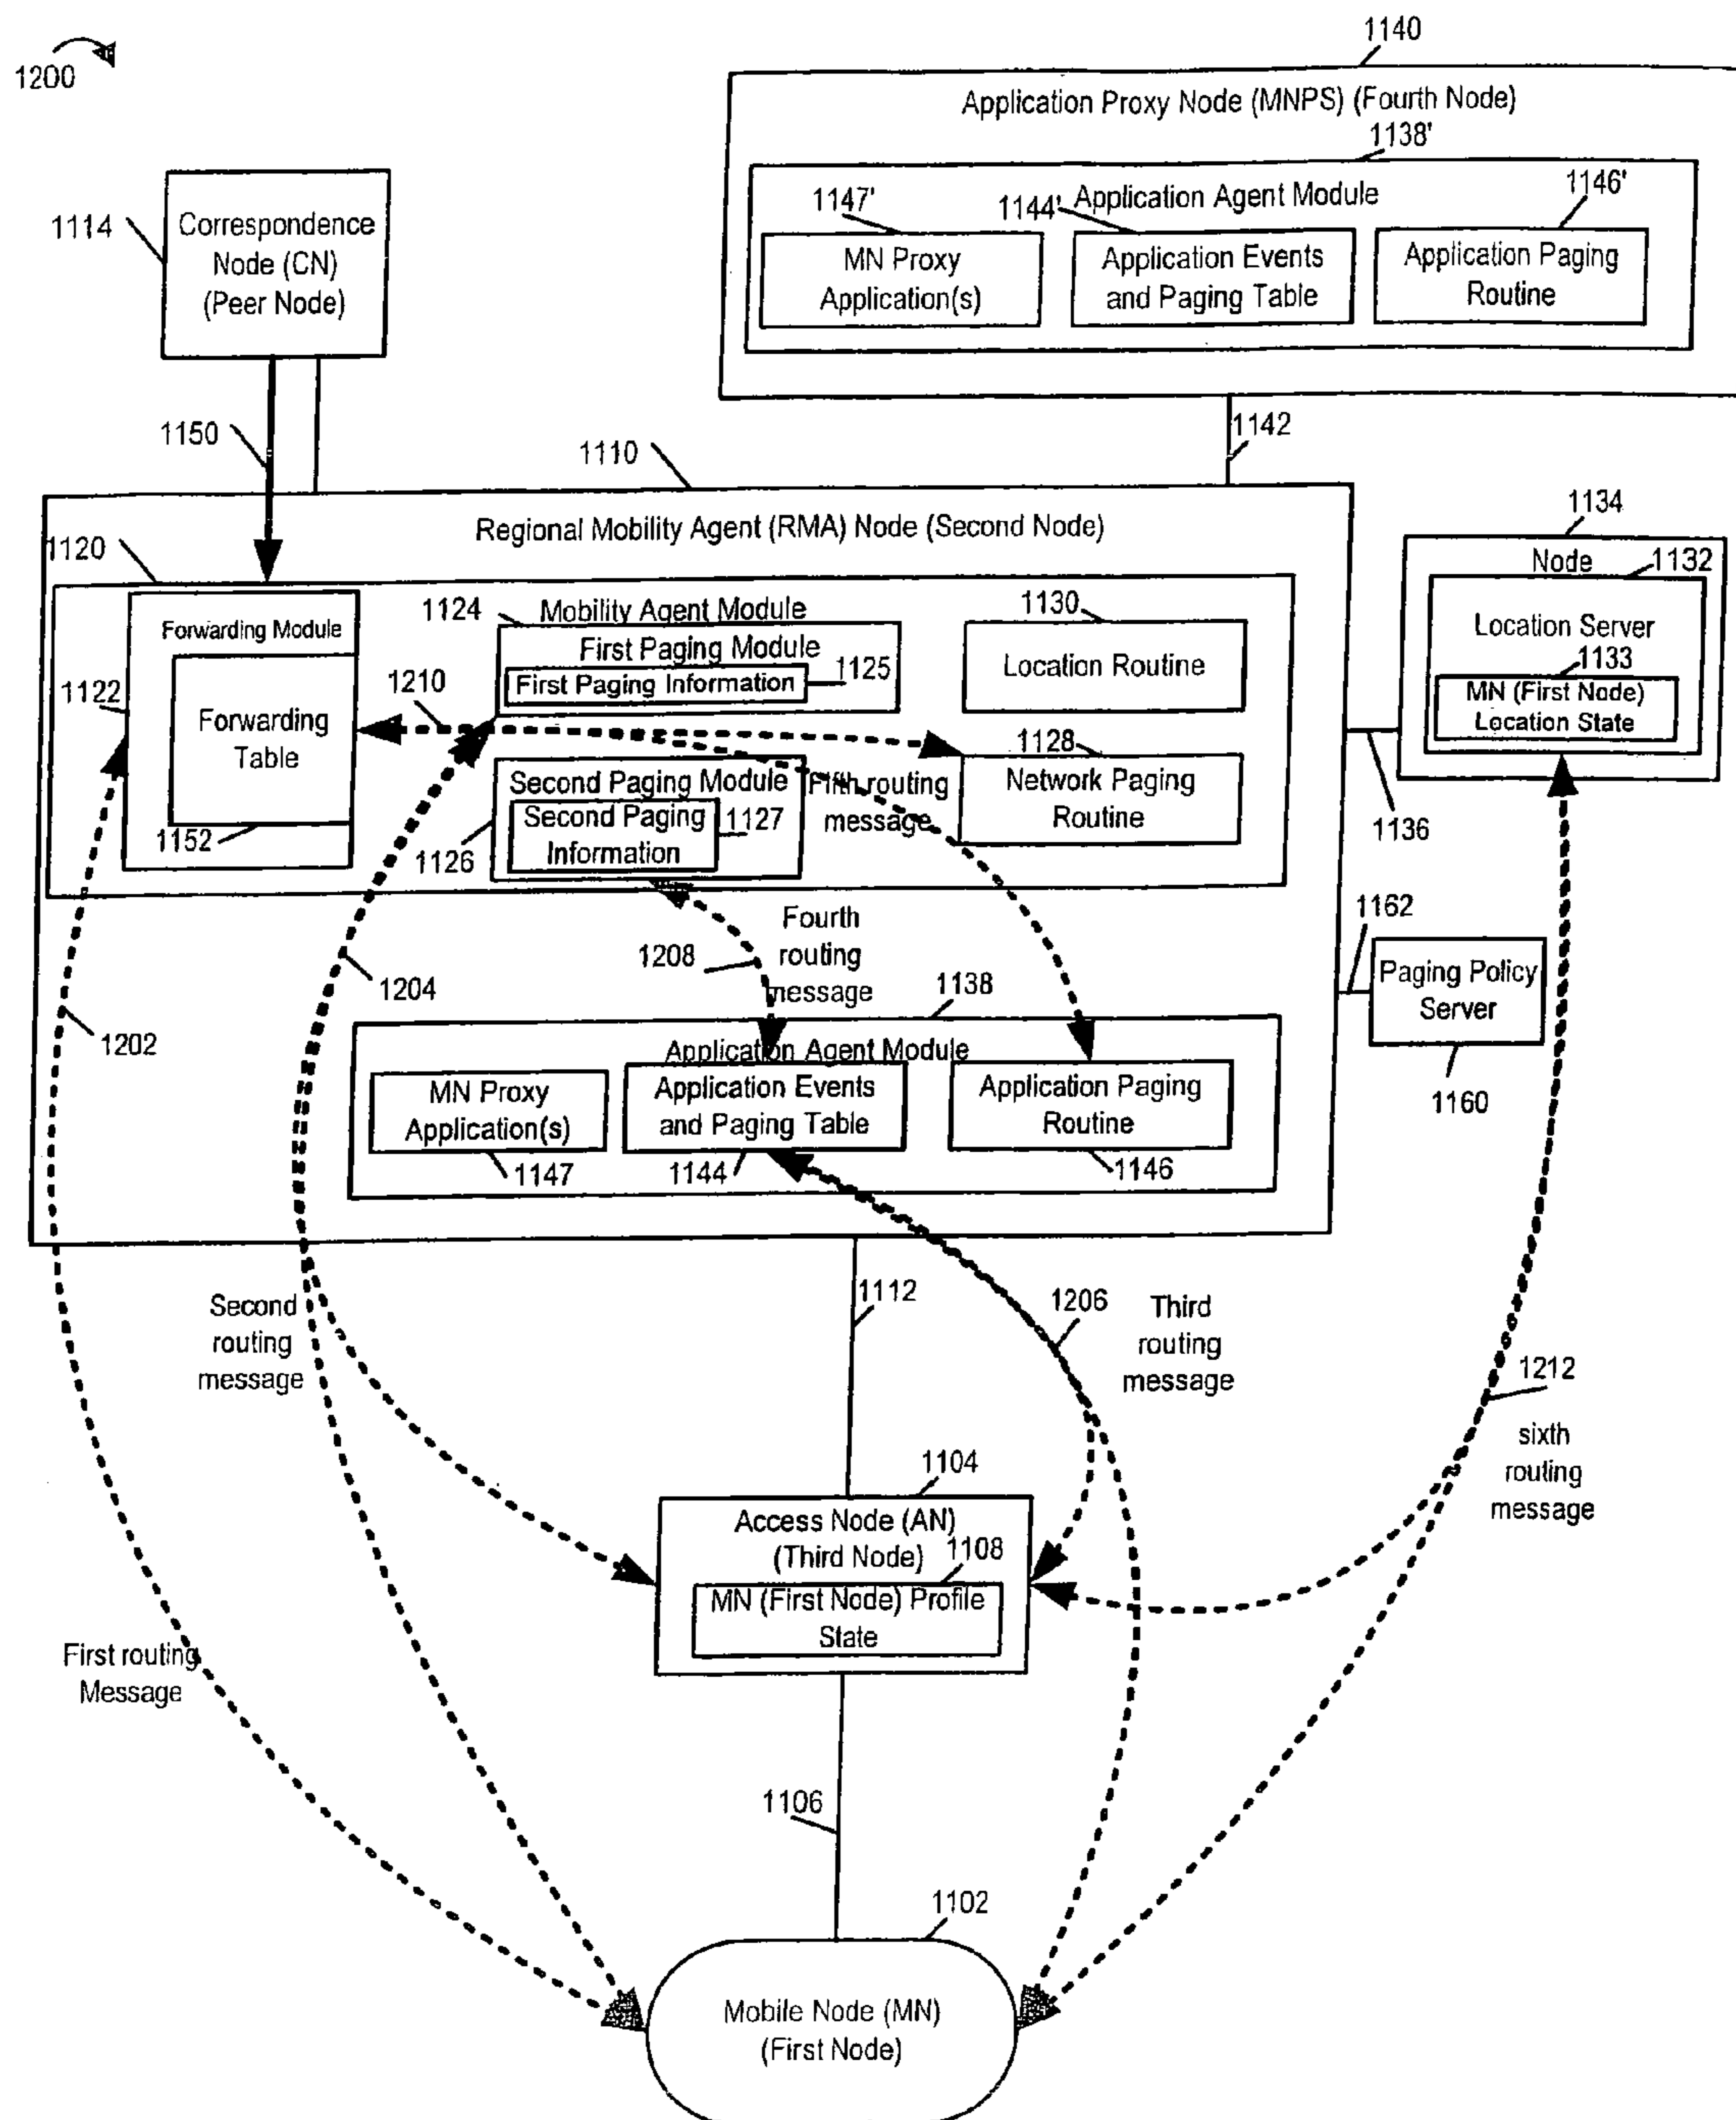 1200
1140
Application Proxy Node (MNPS) (Fourth Node)
1138'
Application Agent Module
1147'
1144'
1146'
MN Proxy
Application(s)
Application Events
and Paging Table
Application Paging
Routine
1114
Correspondence
Node (CN)
(Peer Node)
1150
1142
1110
Regional Mobility Agent (RMA) Node (Second Node)
1134
Node
1132
Location Server
1133
MN (First Node)
Location State
1120
Mobility Agent Module
1124
1130
Forwarding Module
First Paging Module
First Paging Information
1125
Location Routine
1122
1210
Forwarding
Table
1128
Second Paging Module
Fifth routing
message
Network Paging
Routine
Second Paging
Information
1127
1152
1126
1136
1162
Fourth
routing
message
1208
1204
Paging Policy
Server
1138
1202
Application Agent Module
MN Proxy
Application(s)
Application Events
and Paging Table
Application Paging
Routine
1160
1147
1144
1146
1112
Second
routing
message
1206
Third
routing
message
1212
sixth
routing
message
1104
Access Node (AN)
(Third Node)
1108
MN (First Node) Profile
State
First routing
Message
1106
1102
Mobile Node (MN)
(First Node)